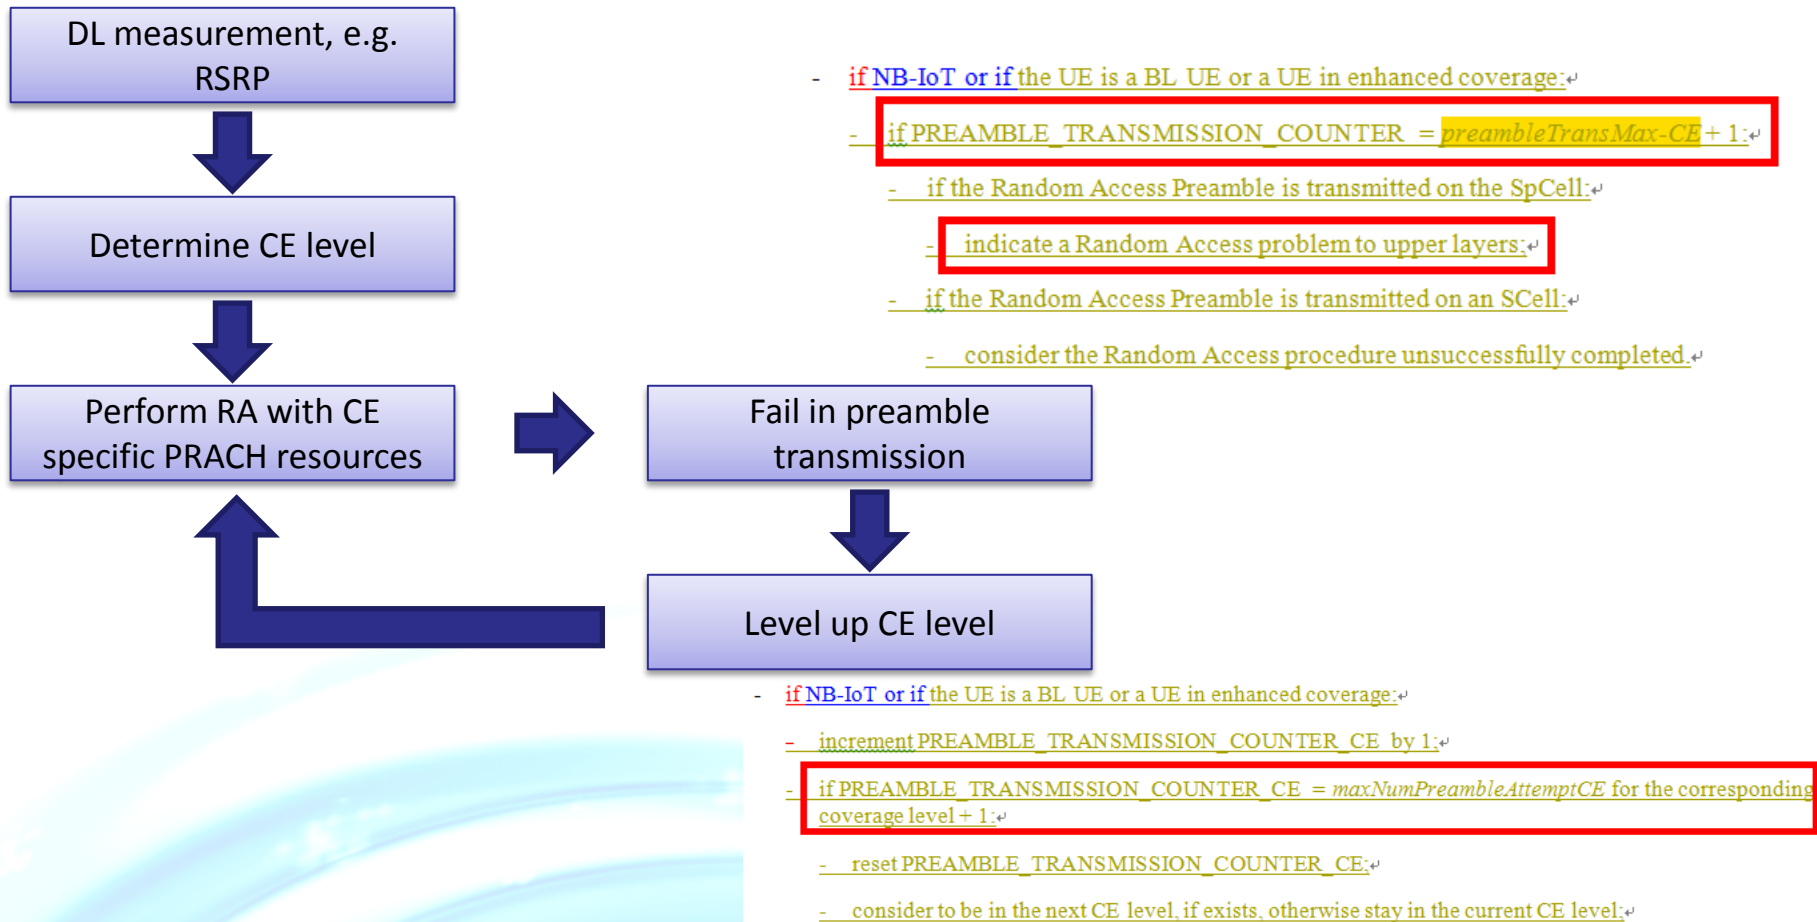 DL measurement, e.g.
RSRP
Determine CE level
Perform RA with CE
specific PRACH resources
Fail in preamble
transmission
Level up CE level
- if NB-IoT or if the UE is a BL UE or a UE in enhanced coverage:↵
- if PREAMBLE_TRANSMISSION_COUNTER = preambleTransMax-CE + 1:↵
- if the Random Access Preamble is transmitted on the SpCell:↵
- indicate a Random Access problem to upper layers;↵
- if the Random Access Preamble is transmitted on an SCell:↵
- consider the Random Access procedure unsuccessfully completed.↵
- if NB-IoT or if the UE is a BL UE or a UE in enhanced coverage:↵
- increment PREAMBLE_TRANSMISSION_COUNTER_CE by 1;↵
- if PREAMBLE_TRANSMISSION_COUNTER_CE = maxNumPreambleAttemptCE for the corresponding
coverage level + 1:↵
- reset PREAMBLE_TRANSMISSION_COUNTER_CE;↵
- consider to be in the next CE level, if exists, otherwise stay in the current CE level;↵